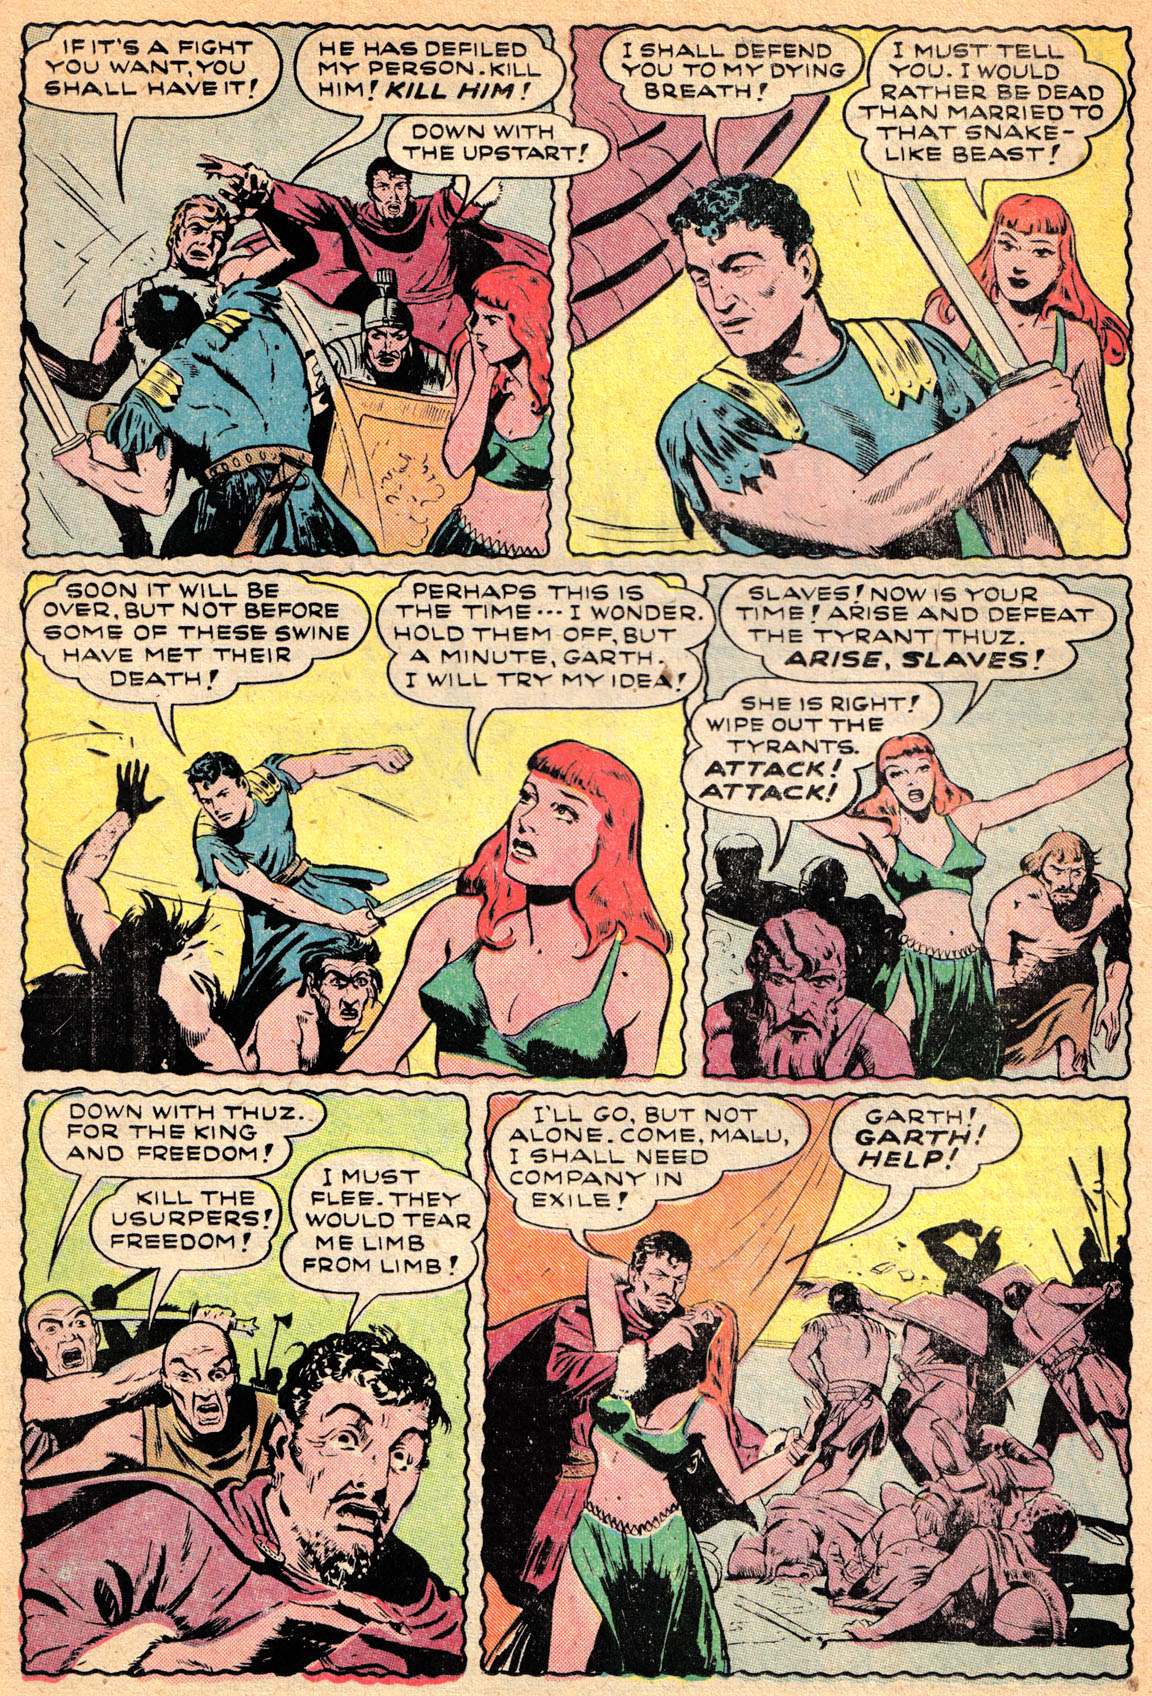 IF IT'S A FIGHT
YOU WANT, YOU
SHALL HAVE IT!
HE HAS DEFILED
MY PERSON. KILL
HIM! KILL HIM!
DOWN WITH
THE UPSTART!
I SHALL DEFEND
YOU TO MY DYING
BREATH!
I MUST TELL
YOU. I WOULD
RATHER BE DEAD
THAN MARRIED TO
THAT SNAKE-
LIKE BEAST!
SOON IT WILL BE
OVER, BUT NOT BEFORE
SOME OF THESE SWINE
HAVE MET THEIR
DEATH!
PERHAPS THIS IS
THE TIME... I WONDER.
HOLD THEM OFF, BUT
A MINUTE, GARTH.
I WILL TRY MY IDEA!
SLAVES! NOW IS YOUR
TIME! ARISE AND DEFEAT
THE TYRANT THUZ.
ARISE, SLAVES!
SHE IS RIGHT!
WIPE OUT THE
TYRANTS.
ATTACK!
ATTACK!
DOWN WITH THUZ.
FOR THE KING
AND FREEDOM!
KILL THE
USURPERS!
FREEDOM!
I MUST
FLEE. THEY
WOULD TEAR
ME LIMB
FROM LIMB!
I'LL GO, BUT NOT
ALONE. COME, MALU,
I SHALL NEED
COMPANY IN
EXILE!
GARTH!
GARTH!
HELP!